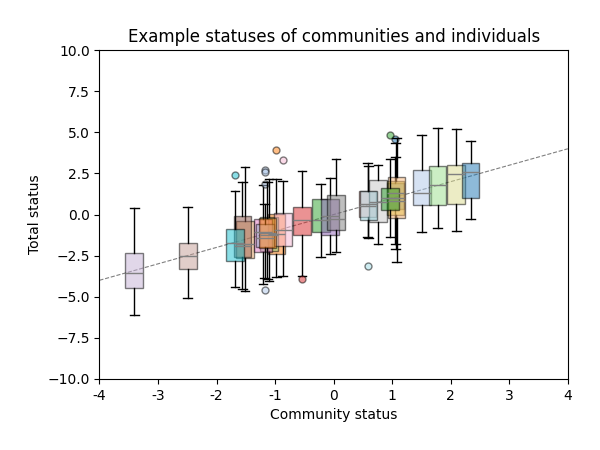 Example statuses of communities and individuals
10.0
7.5
5.0
2.5
0.0
−2.5
−5.0
−7.5
−10.0
Total status
-4 -3 -2 -1 0 1 2 3 4
Community status